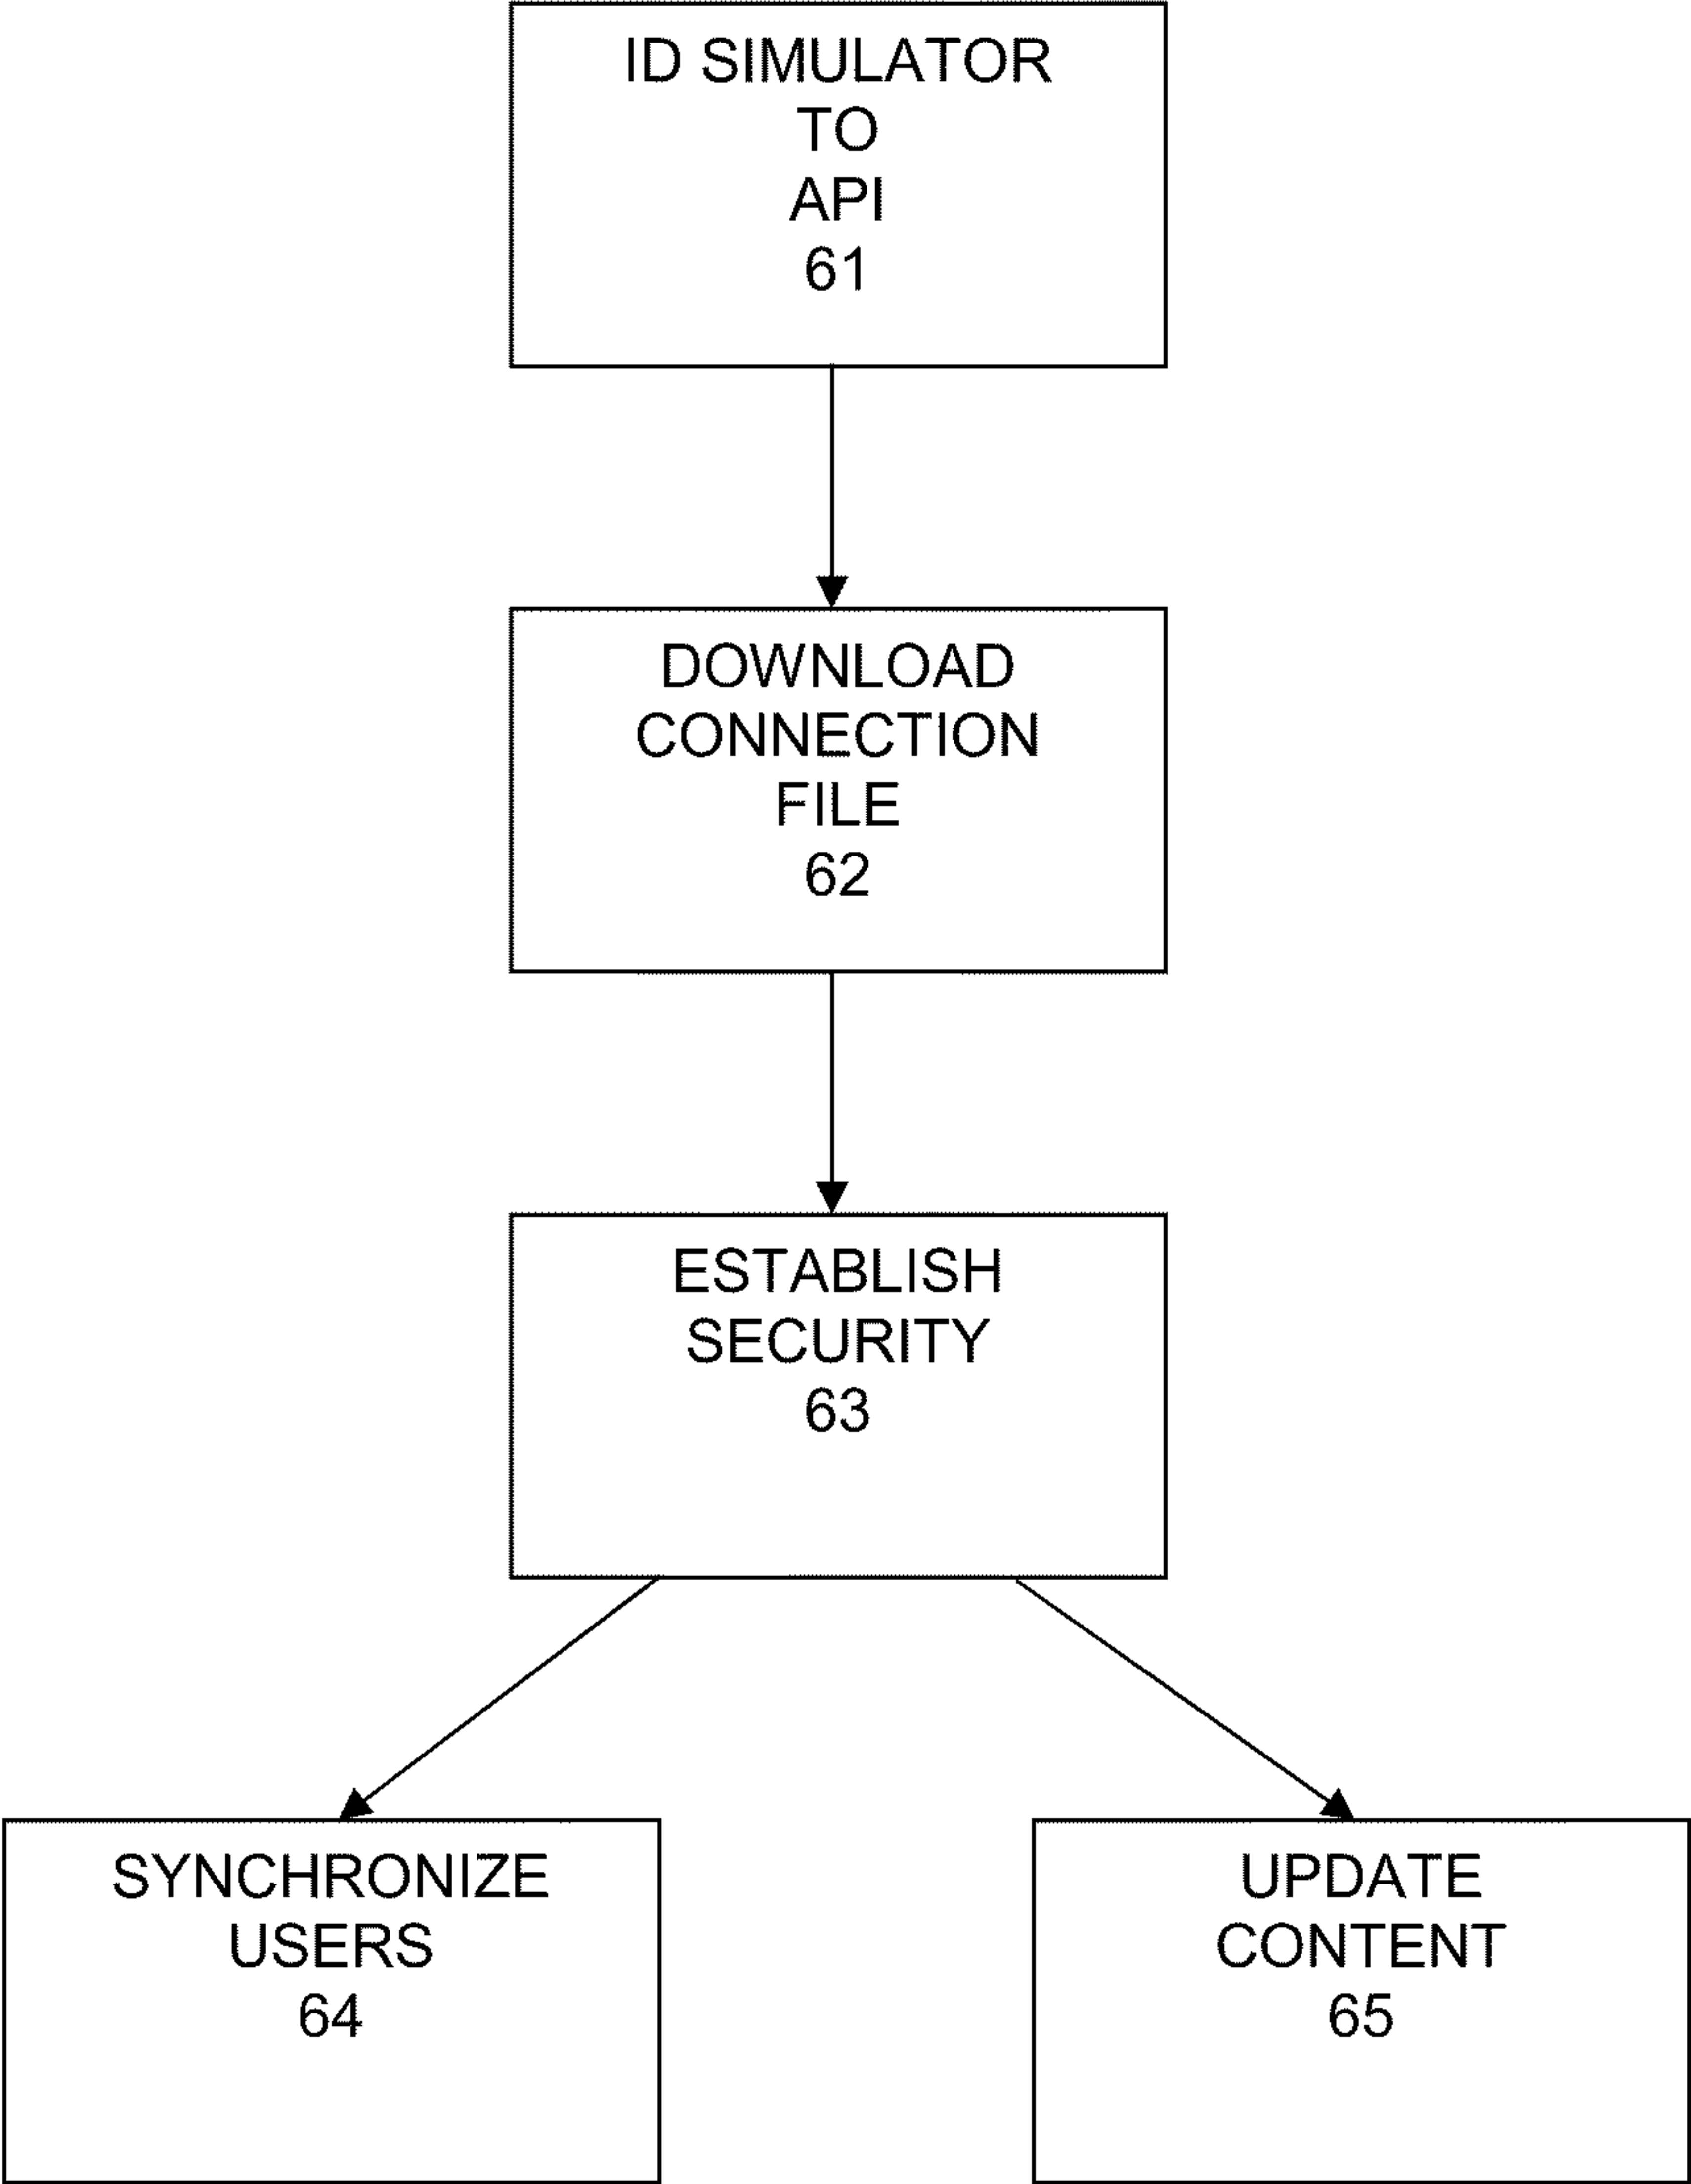 ID SIMULATOR
TO
API
61
DOWNLOAD
CONNECTION
FILE
62
ESTABLISH
SECURITY
63
SYNCHRONIZE
USERS
64
UPDATE
CONTENT
65